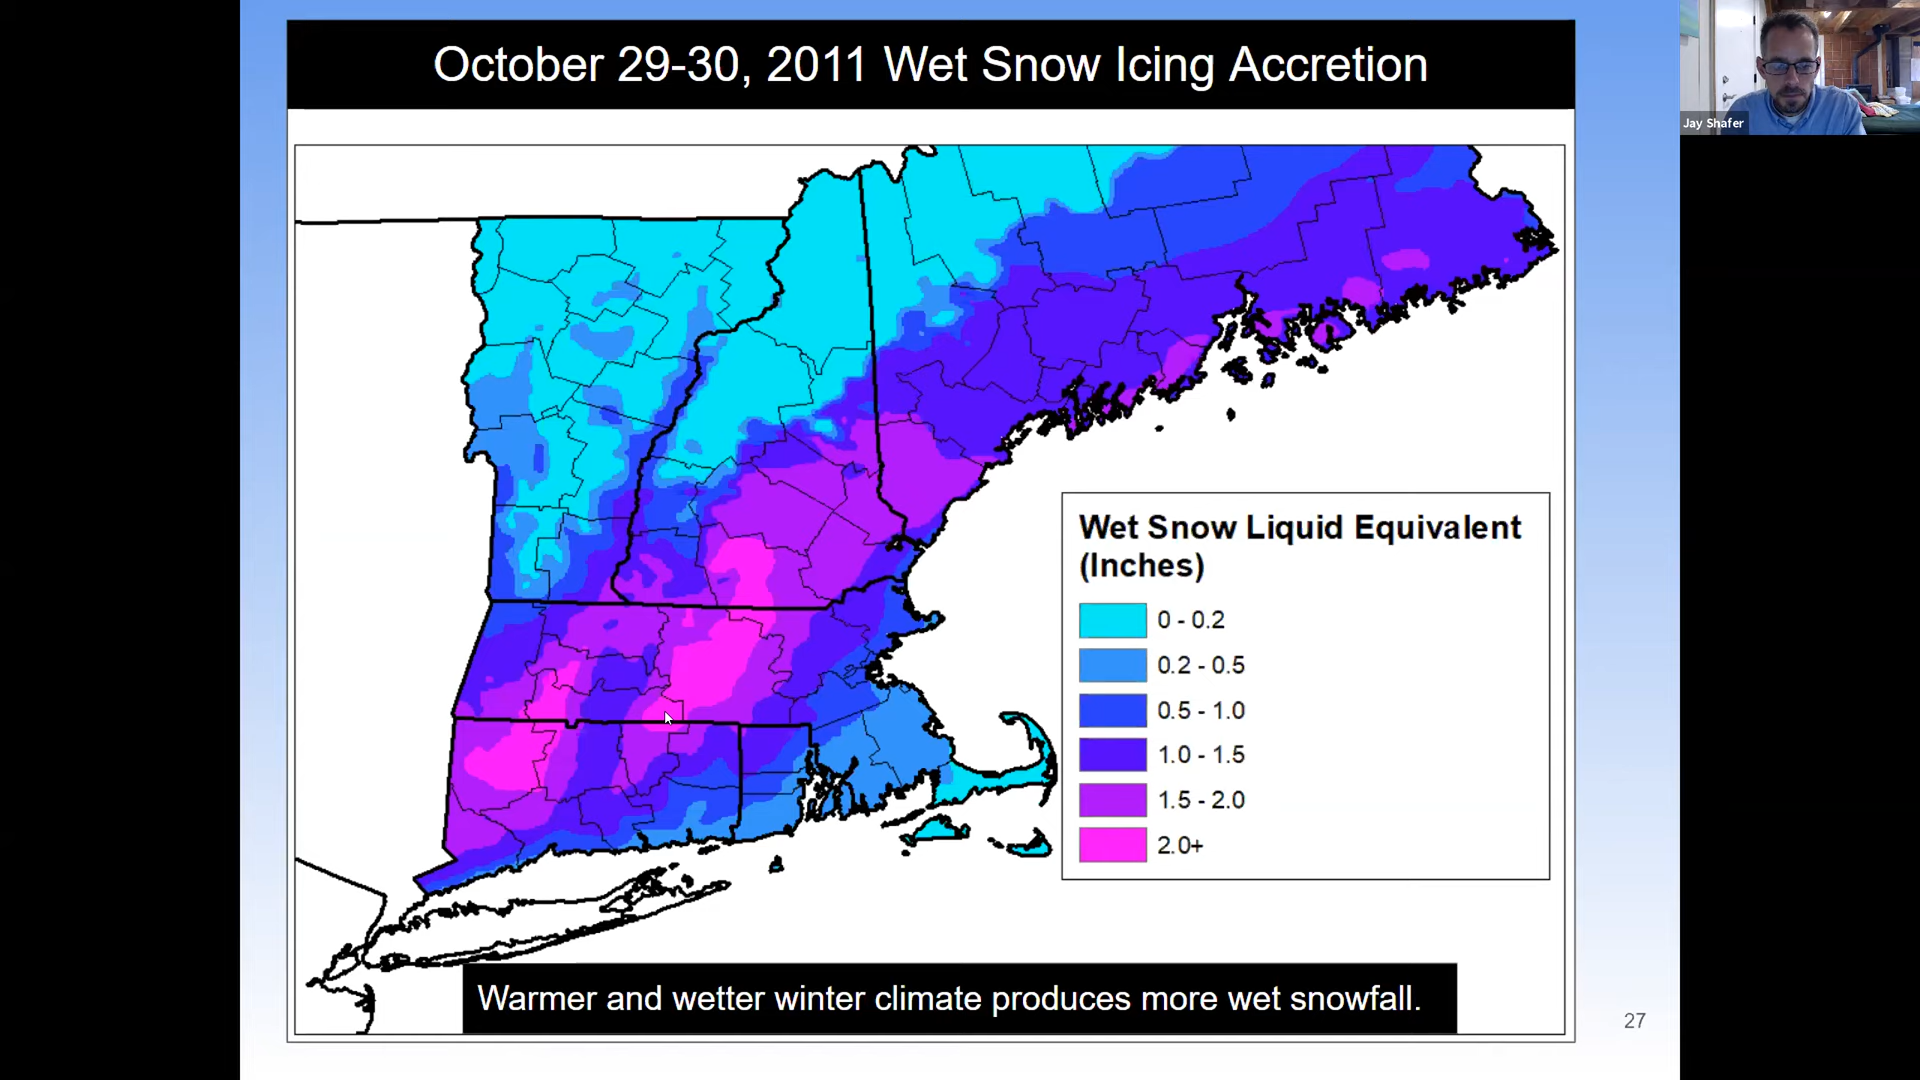 October 29-30, 2011 Wet Snow Icing Accretion
Jay Shafer
Wet Snow Liquid Equivalent
(Inches)
0 - 0.2
0.2 - 0.5
0.5 - 1.0
1.0 - 1.5
1.5 - 2.0
2.0+
Warmer and wetter winter climate produces more wet snowfall.
27